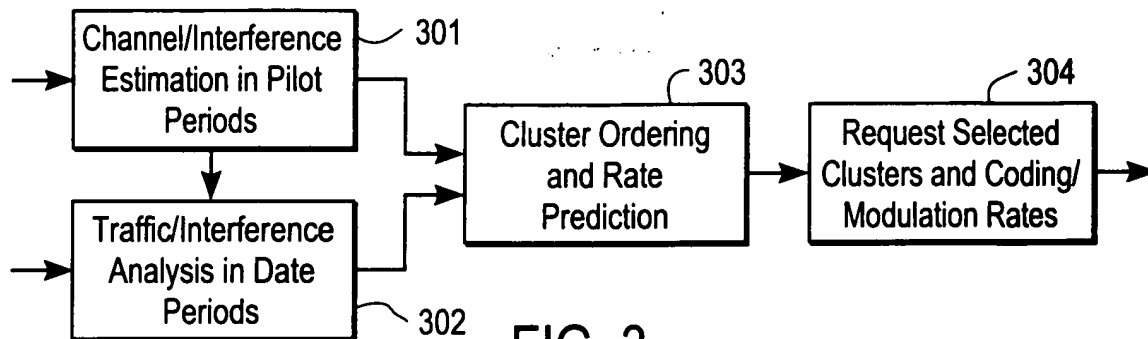 Channel/Interference
Estimation in Pilot
Periods
301
Traffic/Interference
Analysis in Date
Periods
302
Cluster Ordering
and Rate
Prediction
303
Request Selected
Clusters and Coding/
Modulation Rates
304